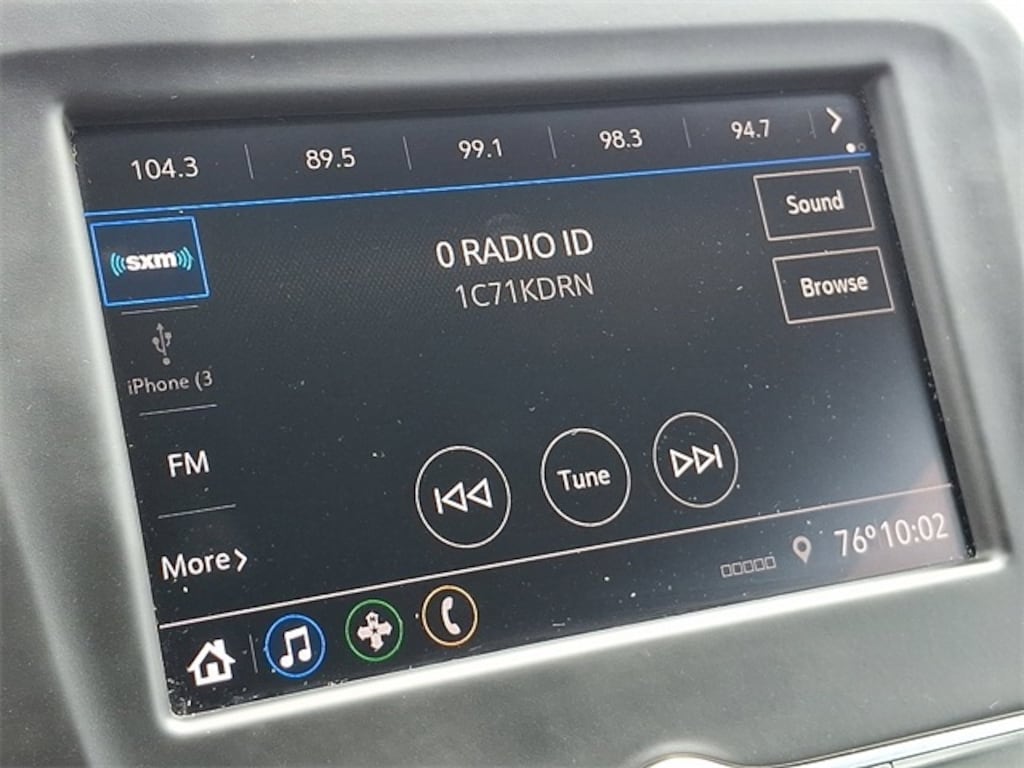 104.3 89.5 99.1 98.3 94.7
sxm
0 RADIO ID
1C71KDRN
Sound
Browse
iPhone (3
FM
More
Tune
76° 10:02